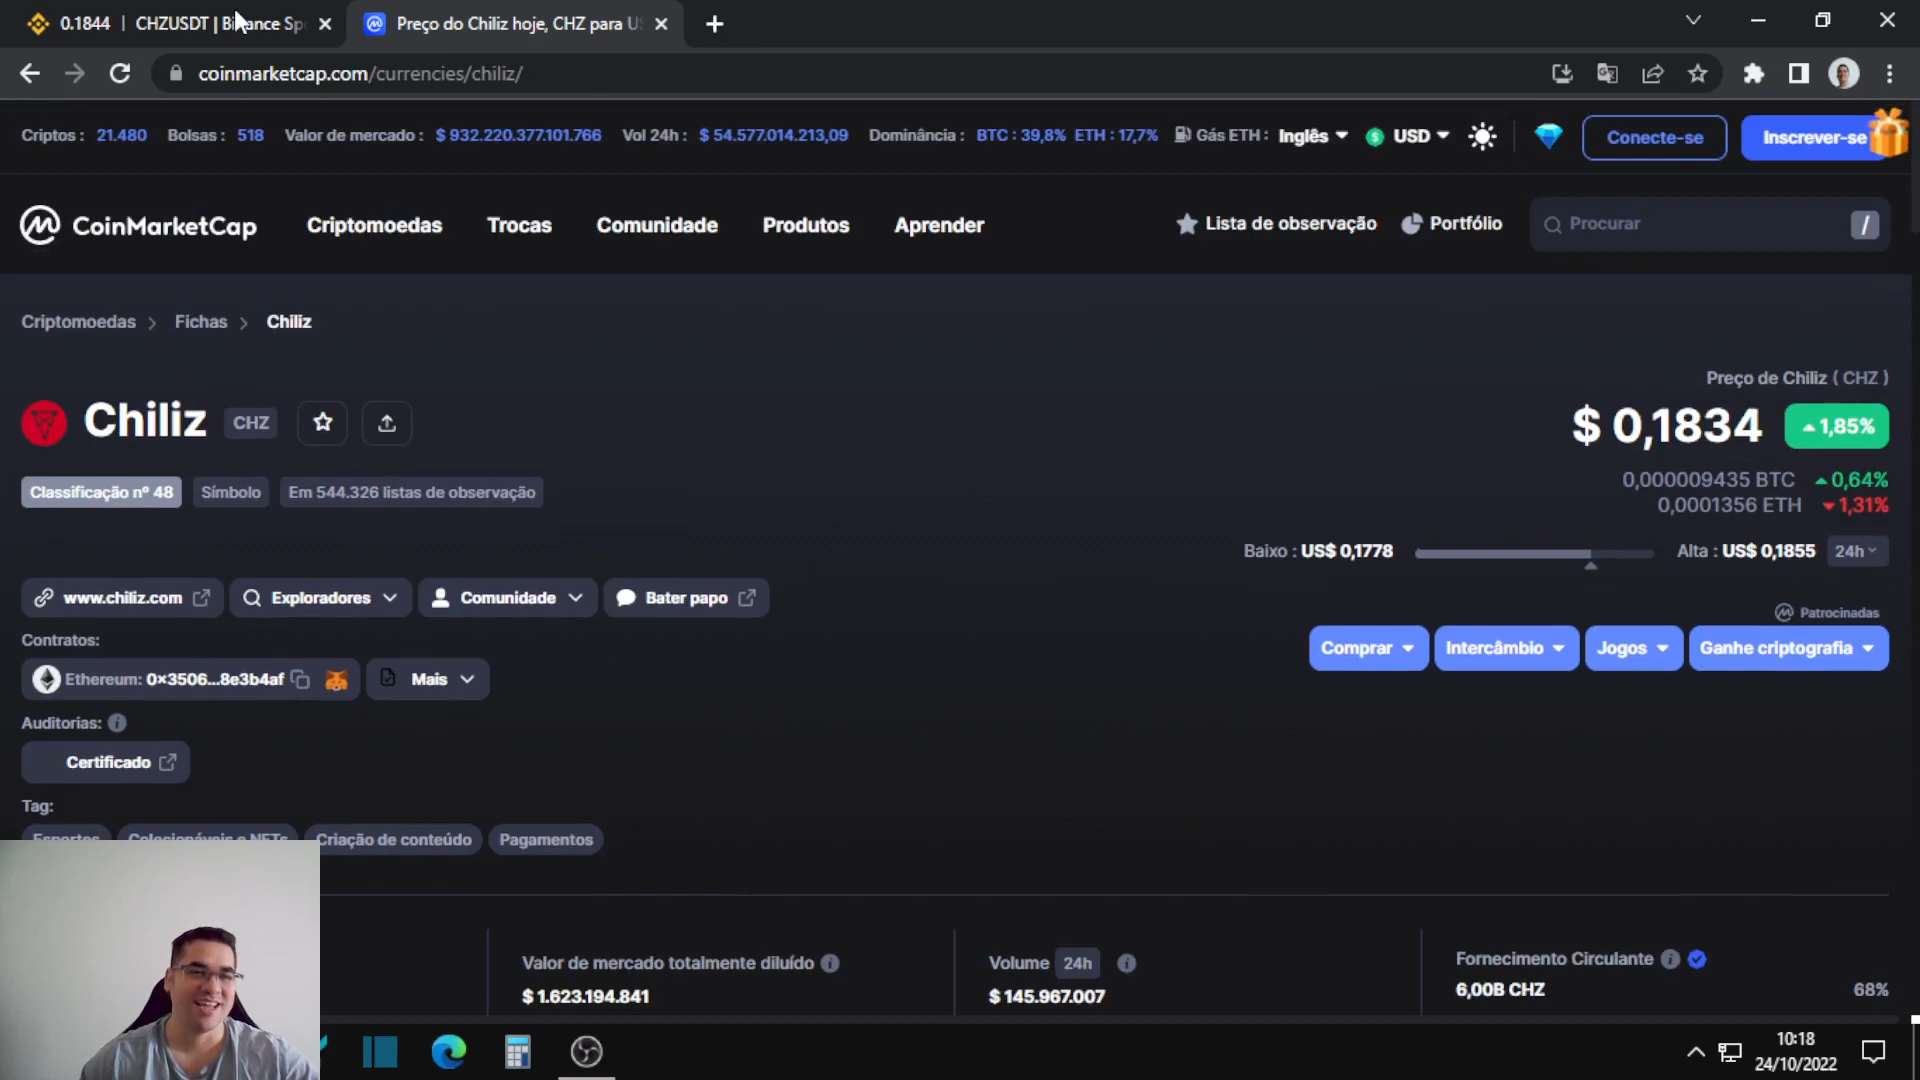 0.1844 | CHZUSDT | Binance Sp
Preço do Chiliz hoje, CHZ para U
coinmarketcap.com/currencies/chiliz/
Criptos : 21.480 Bolsas : 518 Valor de mercado : $ 932.220.377.101.766 Vol 24h : $ 54.577.014.213,09 Dominância : BTC : 39,8% ETH : 17,7% Gás ETH : Inglês USD Conecte-se Inscrever-se
CoinMarketCap Criptomoedas Trocas Comunidade Produtos Aprender Lista de observação Portfólio Procurar /
Criptomoedas > Fichas > Chiliz
Preço de Chiliz ( CHZ )
Chiliz CHZ
$ 0,1834 1,85%
0,000009435 BTC 0,64%
Classificação nº 48 Símbolo Em 544.326 listas de observação
0,0001356 ETH 1,31%
Baixo : US$ 0,1778 Alta : US$ 0,1855 24h
www.chiliz.com Exploradores Comunidade Bater papo
Patrocinadas
Contratos:
Comprar Intercâmbio Jogos Ganhe criptografia
Ethereum: 0x3506...8e3b4af Mais
Auditorias:
Certificado
Tag:
Esportes Colecionáveis e NFTs Criação de conteúdo Pagamentos
Valor de mercado totalmente diluído
$ 1.623.194.841
Volume 24h
$ 145.967.007
Fornecimento Circulante
6,00B CHZ 68%
10:18
24/10/2022